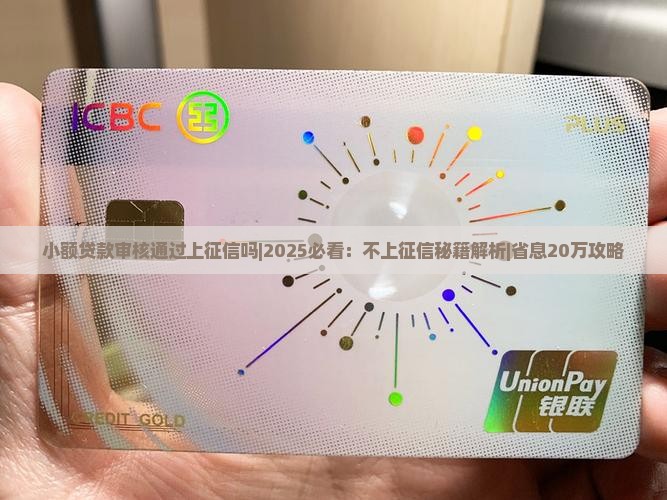 ICBC
PLUS
小额贷款审核通过上征信吗|2025必看：不上征信秘籍解析|省息20万攻略
UnionPay
银联
CREDIT GOLD